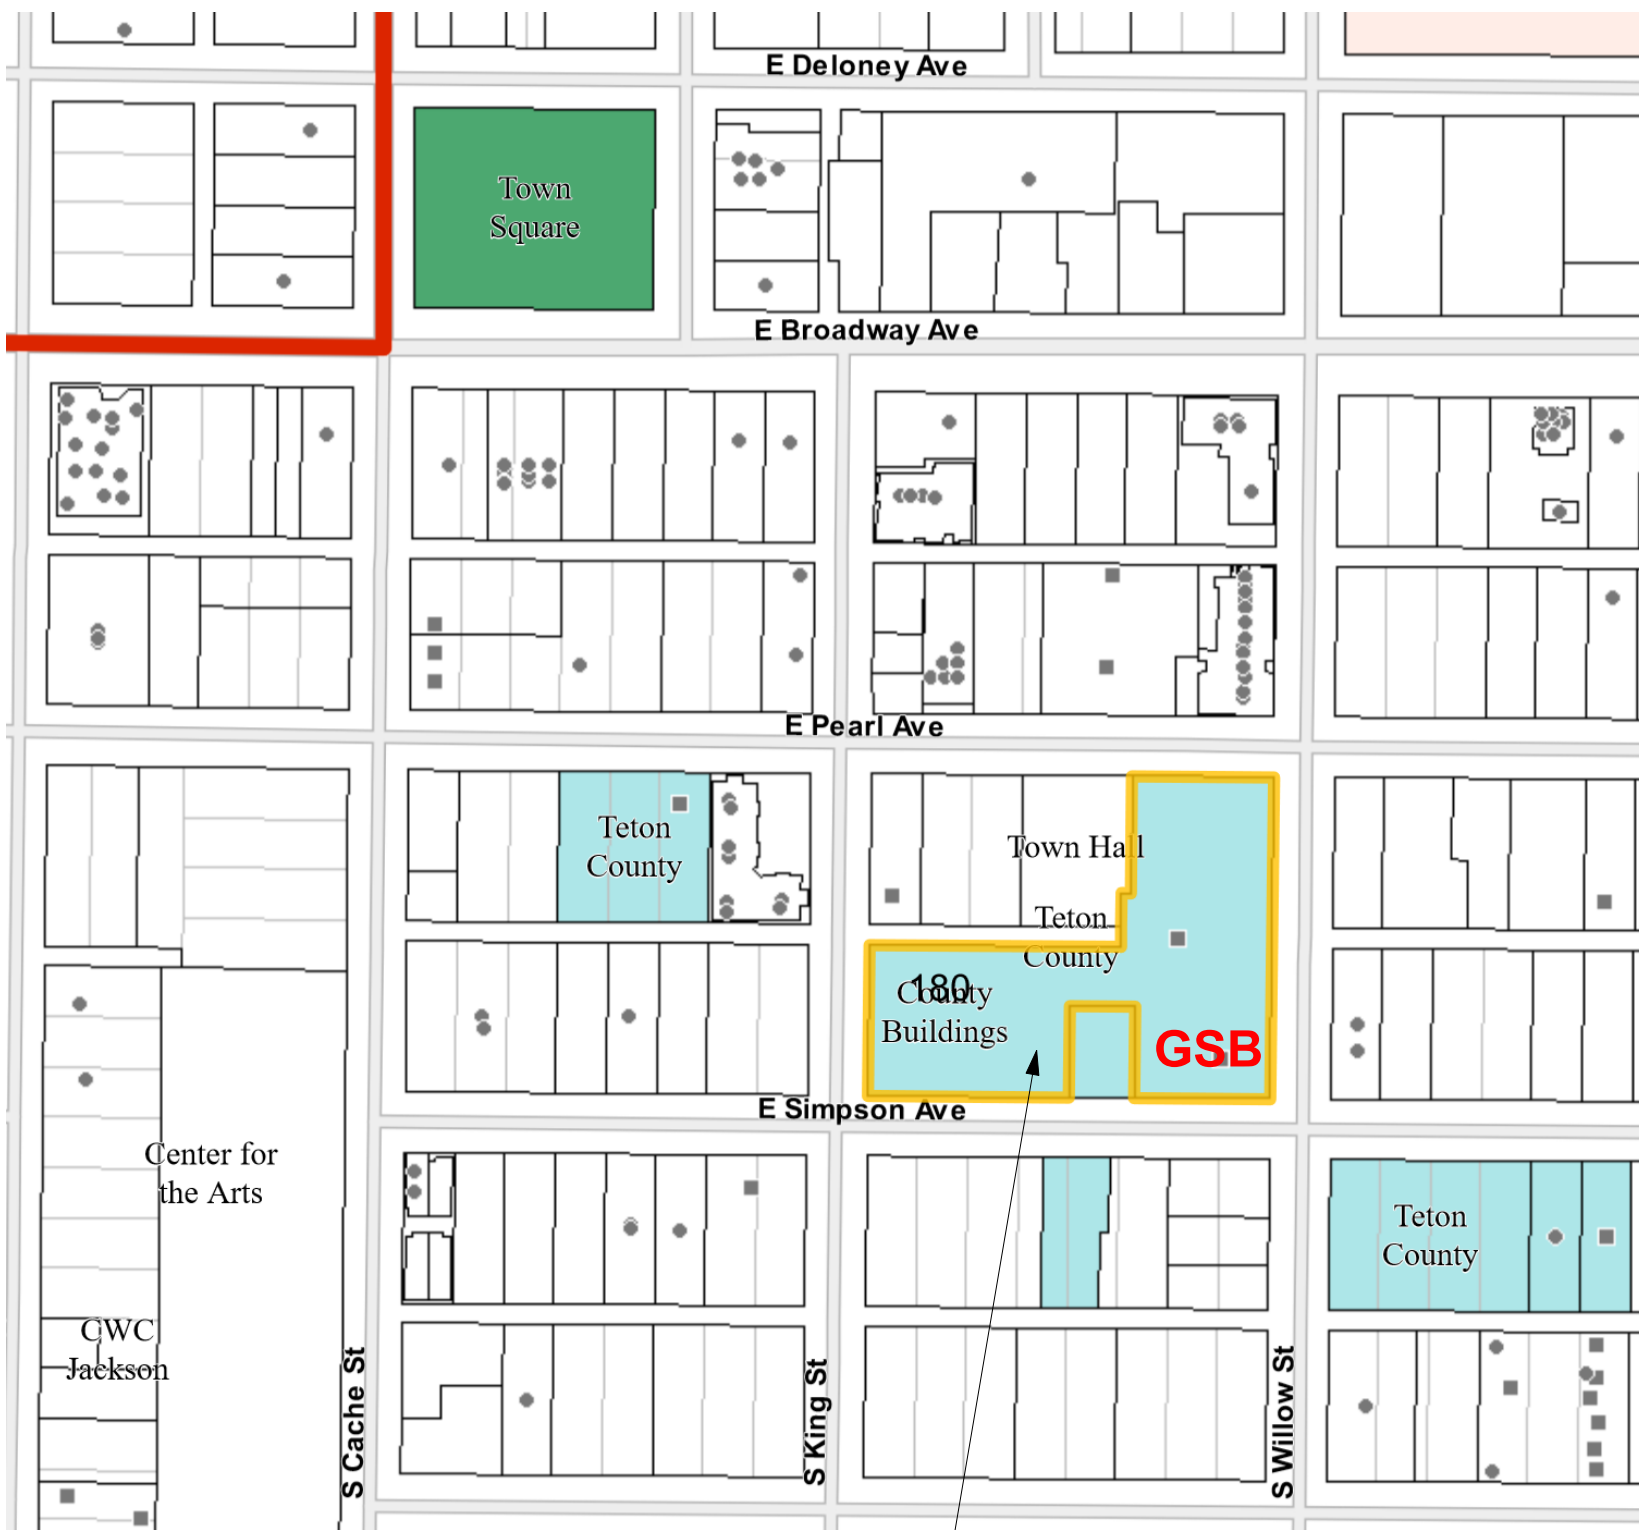 E Deloney Ave
Town
Square
E Broadway Ave
E Pearl Ave
Teton
County
Town Hall
Teton
County
180
County
Buildings
GSB
E Simpson Ave
Center for
the Arts
Teton
County
CWC
Jackson
S Cache St
S King St
S Willow St